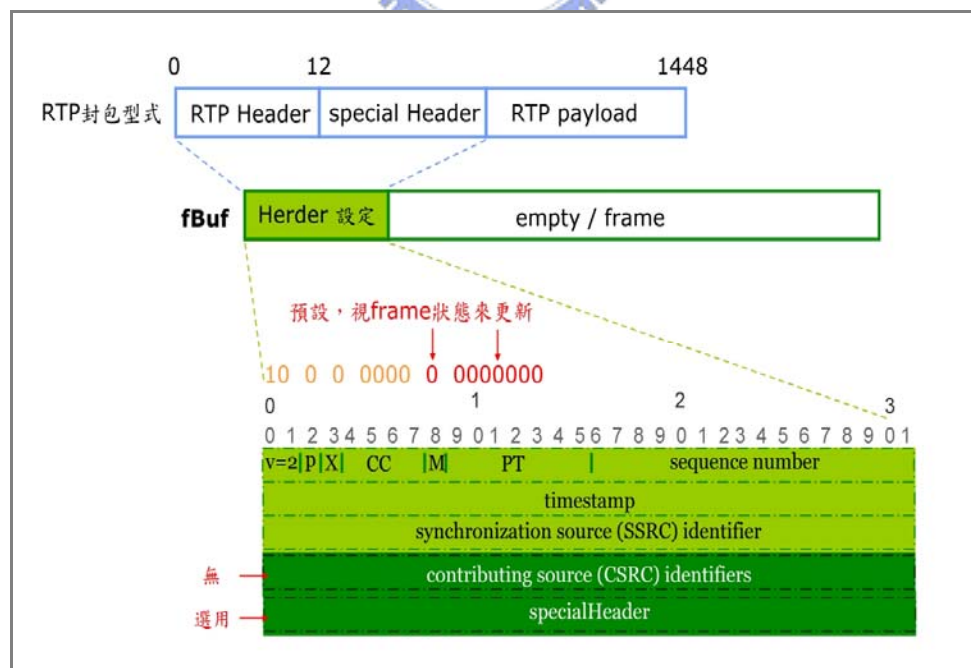 0 12 1448
RTP封包型式 RTP Header special Header RTP payload
fBuf Herder 設定 empty / frame
預設，視frame狀態來更新
10 0 0 0000 0 0000000
0 1 2 3
0 1 2 3 4 5 6 7 8 9 0 1 2 3 4 5 6 7 8 9 0 1 2 3 4 5 6 7 8 9 0 1
v=2 P X CC M PT sequence number
timestamp
synchronization source (SSRC) identifier
無 contributing source (CSRC) identifiers
選用 specialHeader